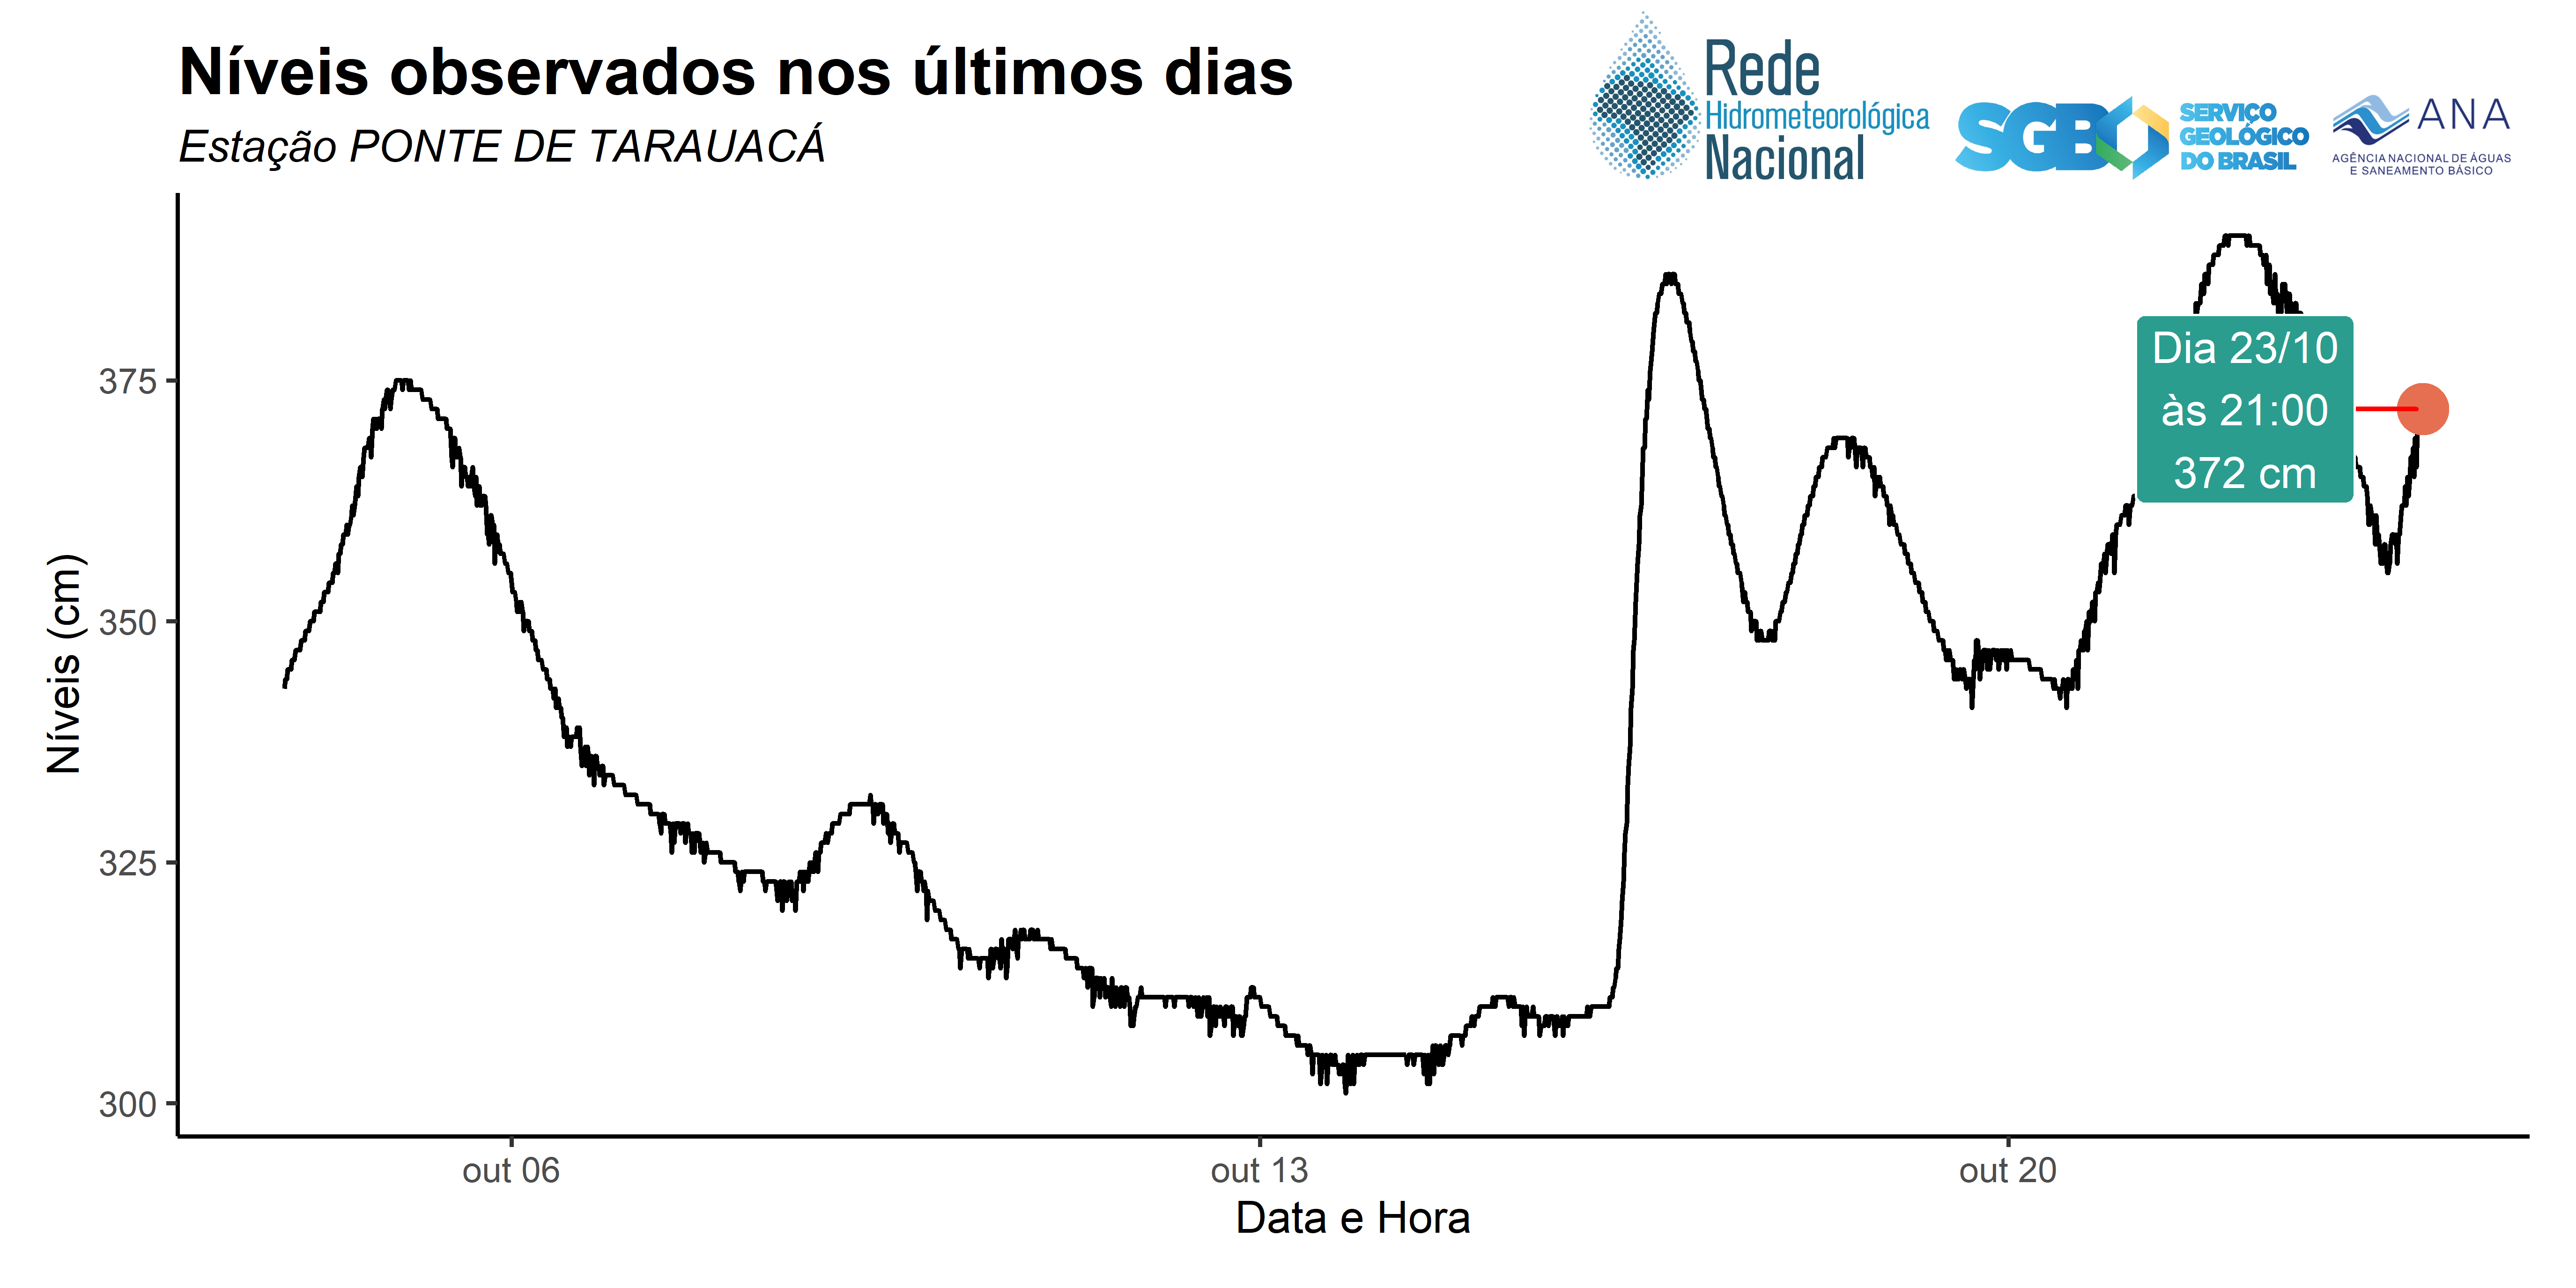 Níveis observados nos últimos dias
Estação PONTE DE TARAUACÁ
Rede
Hidrometeorológica
Nacional
SGB
SERVIÇO
GEOLÓGICO
DO BRASIL
ANA
AGÊNCIA NACIONAL DE ÁGUAS
E SANEAMENTO BÁSICO
Níveis (cm)
375
350
325
300
Dia 23/10
às 21:00
372 cm
out 06
out 13
out 20
Data e Hora